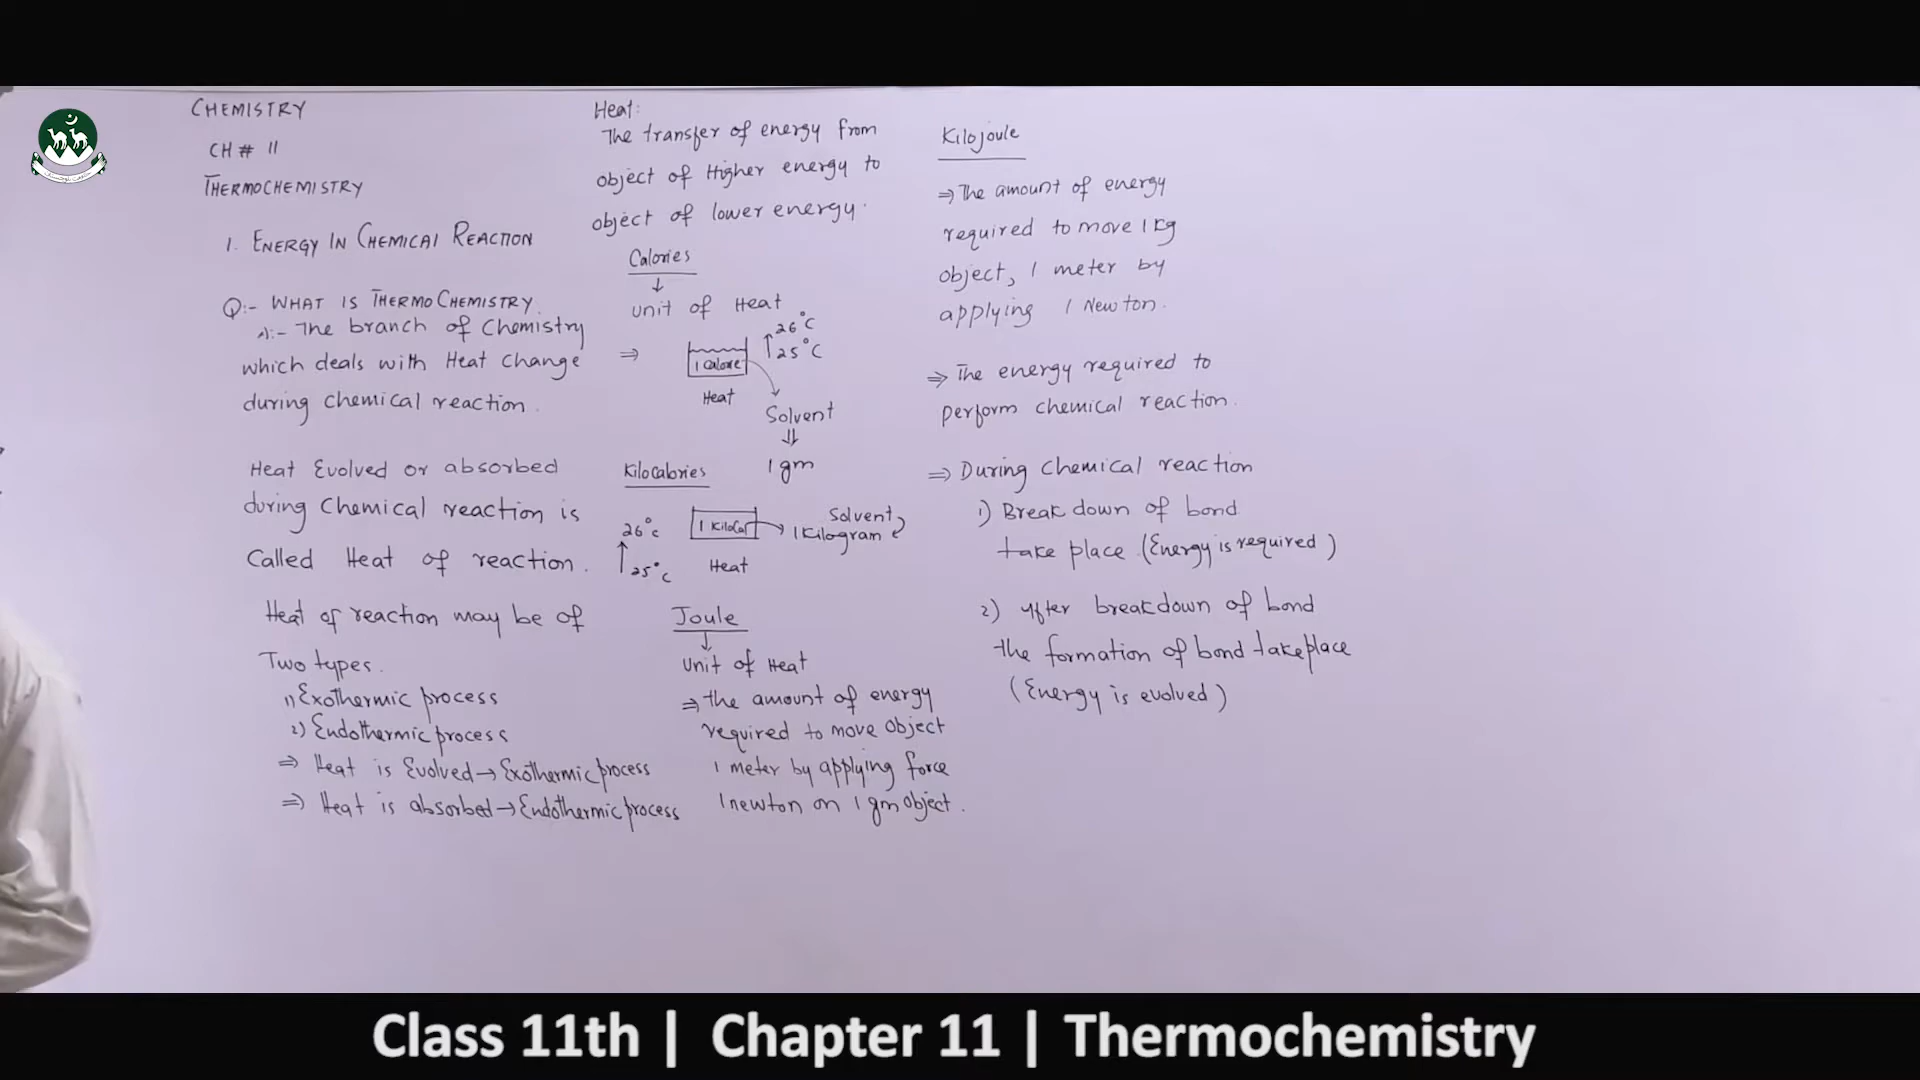 CHEMISTRY
CH # 11
THERMOCHEMISTRY
1. ENERGY IN CHEMICAL REACTION
Q:- WHAT IS THERMOCHEMISTRY.
A:- The branch of Chemistry
which deals with Heat Change
during chemical reaction.
Heat Evolved or absorbed
during Chemical reaction is
Called Heat of reaction.
Heat of reaction may be of
Two types.
1) Exothermic process
2) Endothermic process
⇒ Heat is Evolved → Exothermic process
⇒ Heat is absorbed → Endothermic process
Heat:
The transfer of energy from
object of Higher energy to
object of lower energy.
Calories
↓
unit of Heat
⇒ 1 Calore ↑ 26°C
25°C
Heat
Solvent
⇓
1 gm
Kilocalories
26°C
↑ 25°C
1 KiloCal → 1 Kilogram
Solvent
Heat
Joule
↓
Unit of Heat
⇒ the amount of energy
required to move object
1 meter by applying force
1 newton on 1 gm object.
Kilojoule
⇒ The amount of energy
required to move 1 Kg
object, 1 meter by
applying 1 Newton.
⇒ The energy required to
perform chemical reaction.
⇒ During chemical reaction
1) Break down of bond
take place. (Energy is required)
2) After breakdown of bond
the formation of bond take place
(Energy is evolved)
Class 11th | Chapter 11 | Thermochemistry